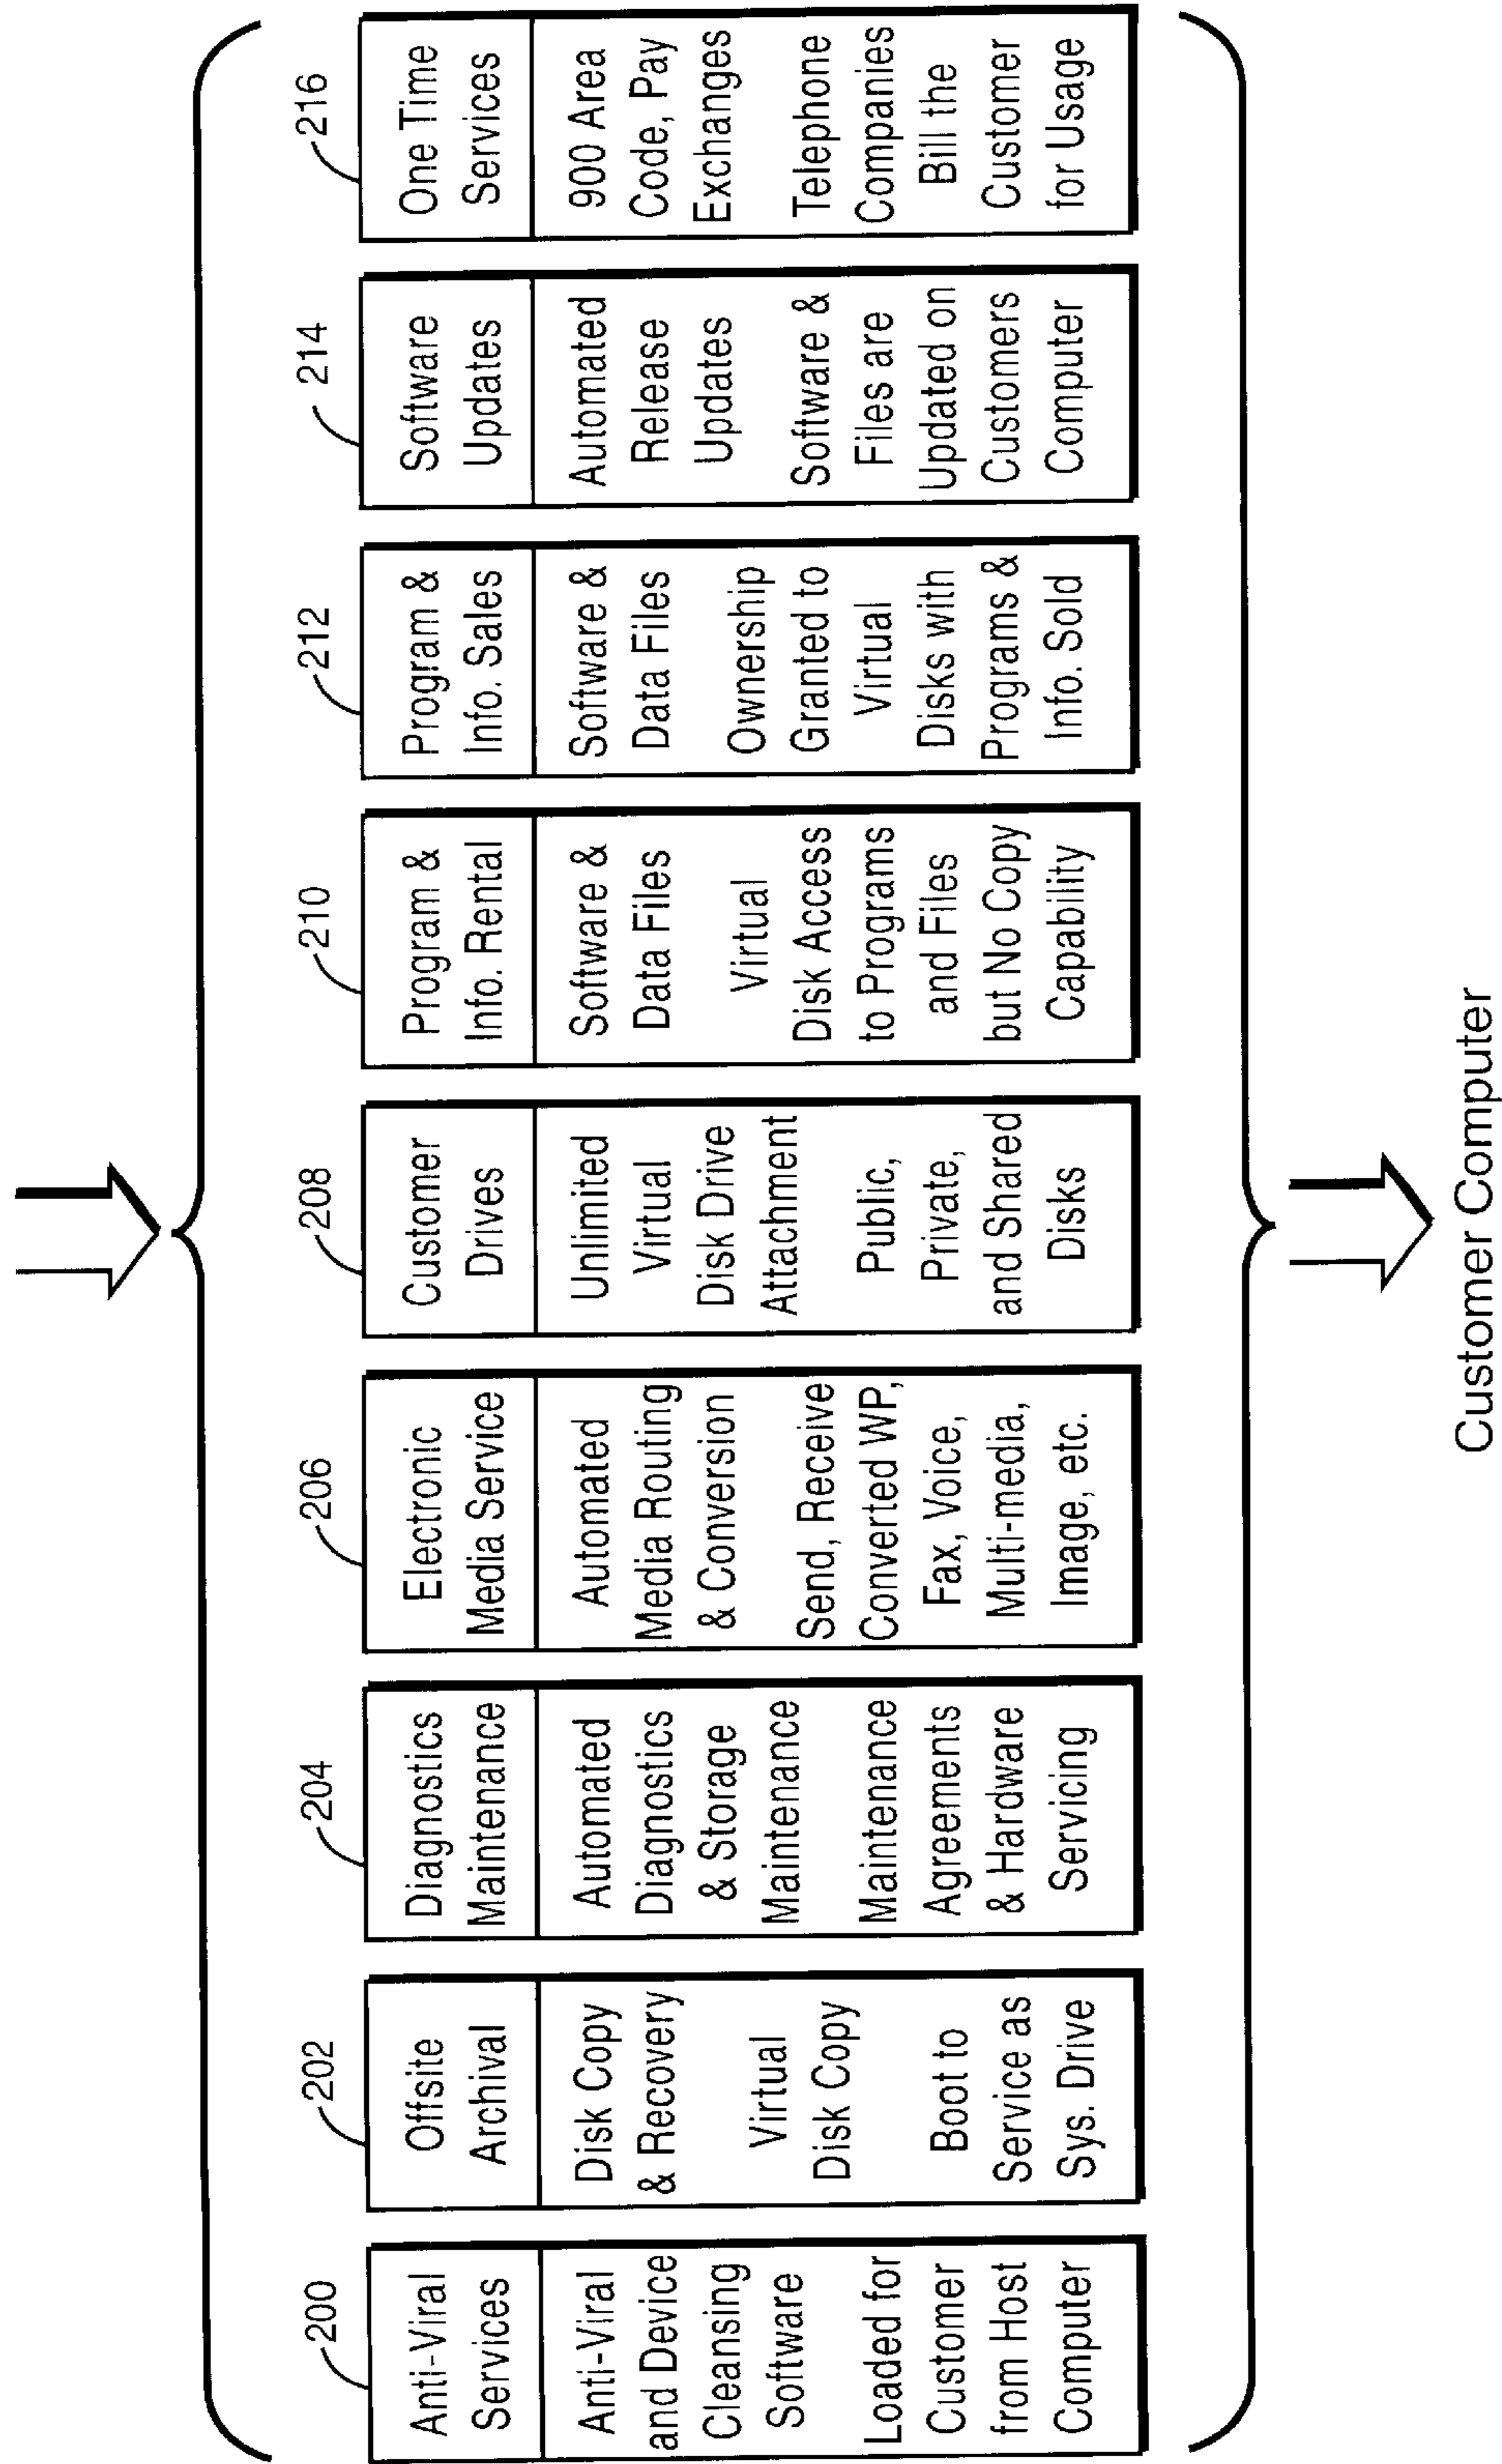 200
Anti-Viral
Services
Anti-Viral
and Device
Cleansing
Software
Loaded for
Customer
from Host
Computer
202
Offsite
Archival
Disk Copy
& Recovery
Virtual
Disk Copy
Boot to
Service as
Sys. Drive
204
Diagnostics
Maintenance
Automated
Diagnostics
& Storage
Maintenance
Maintenance
Agreements
& Hardware
Servicing
206
Electronic
Media Service
Automated
Media Routing
& Conversion
Send, Receive
Converted WP,
Fax, Voice,
Multi-media,
Image, etc.
208
Customer
Drives
Unlimited
Virtual
Disk Drive
Attachment
Public,
Private,
and Shared
Disks
210
Program &
Info. Rental
Software &
Data Files
Virtual
Disk Access
to Programs
and Files
but No Copy
Capability
212
Program &
Info. Sales
Software &
Data Files
Ownership
Granted to
Virtual
Disks with
Programs &
Info. Sold
214
Software
Updates
Automated
Release
Updates
Software &
Files are
Updated on
Customers
Computer
216
One Time
Services
900 Area
Code, Pay
Exchanges
Telephone
Companies
Bill the
Customer
for Usage
Customer Computer